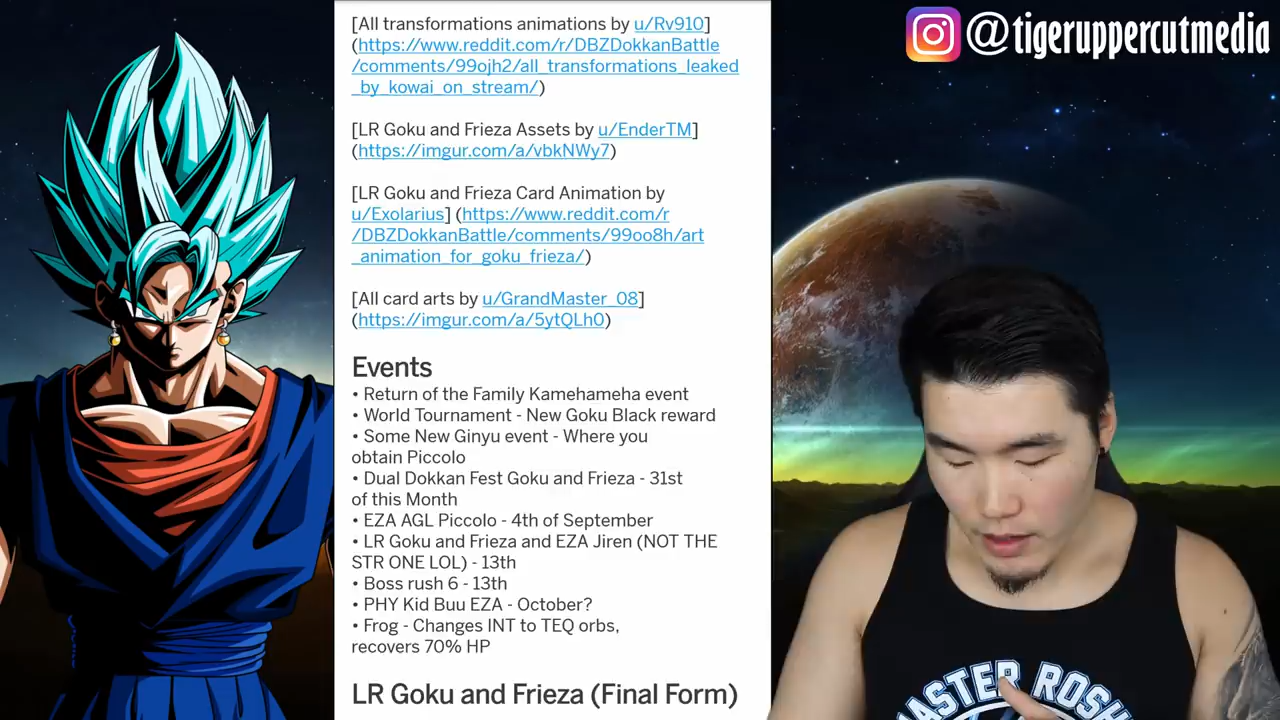 [All transformations animations by u/Rv910]
(https://www.reddit.com/r/DBZDokkanBattle
/comments/99ojh2/all_transformations_leaked
_by_kowai_on_stream/)
[LR Goku and Frieza Assets by u/EnderTM]
(https://imgur.com/a/vbkNWy7)
[LR Goku and Frieza Card Animation by
u/Exolarius] (https://www.reddit.com/r
/DBZDokkanBattle/comments/99oo8h/art
_animation_for_goku_frieza/)
[All card arts by u/GrandMaster_08]
(https://imgur.com/a/5ytQLh0)
Events
• Return of the Family Kamehameha event
• World Tournament - New Goku Black reward
• Some New Ginyu event - Where you
obtain Piccolo
• Dual Dokkan Fest Goku and Frieza - 31st
of this Month
• EZA AGL Piccolo - 4th of September
• LR Goku and Frieza and EZA Jiren (NOT THE
STR ONE LOL) - 13th
• Boss rush 6 - 13th
• PHY Kid Buu EZA - October?
• Frog - Changes INT to TEQ orbs,
recovers 70% HP
LR Goku and Frieza (Final Form)
@tigeruppercutmedia
MASTER ROSH